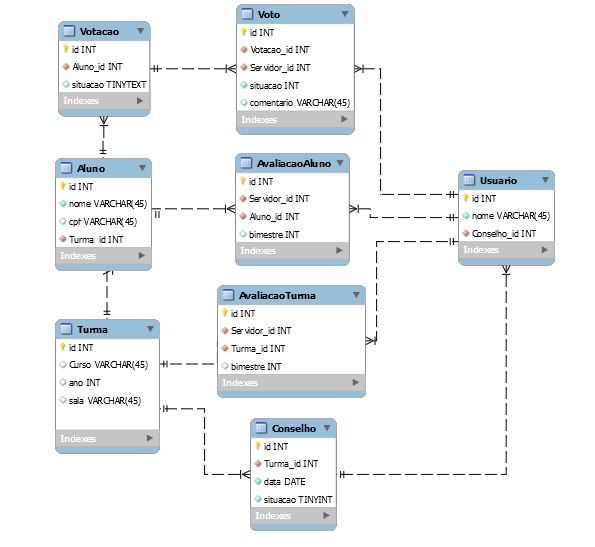 Votacao
id INT
Aluno_id INT
situacao TINYTEXT
Indexes
Voto
id INT
Votacao_id INT
Servidor_id INT
situacao INT
comentario VARCHAR(45)
Indexes
Aluno
id INT
nome VARCHAR(45)
cpf VARCHAR(45)
Turma_id INT
Indexes
AvaliacaoAluno
id INT
Servidor_id INT
Aluno_id INT
bimestre INT
Indexes
Usuario
id INT
nome VARCHAR(45)
Conselho_id INT
Indexes
AvaliacaoTurma
id INT
Servidor_id INT
Turma_id INT
bimestre INT
Indexes
Turma
id INT
Curso VARCHAR(45)
ano INT
sala VARCHAR(45)
Indexes
Conselho
id INT
Turma_id INT
data DATE
situacao TINYINT
Indexes